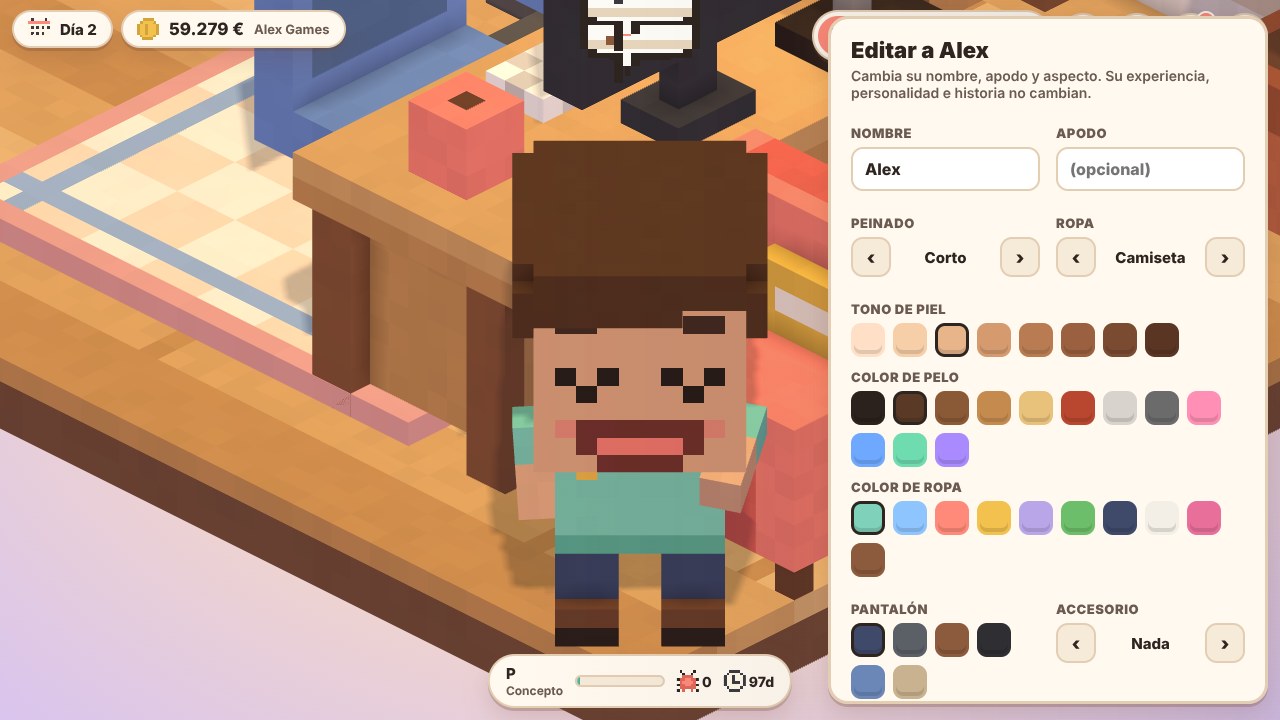 Día 2
59.279 €
Alex Games
Editar a Alex
Cambia su nombre, apodo y aspecto. Su experiencia,
personalidad e historia no cambian.
NOMBRE
APODO
Alex
(opcional)
PEINADO
ROPA
‹
Corto
›
‹
Camiseta
›
TONO DE PIEL
COLOR DE PELO
COLOR DE ROPA
PANTALÓN
ACCESORIO
‹
Nada
›
P
Concepto
0
97d